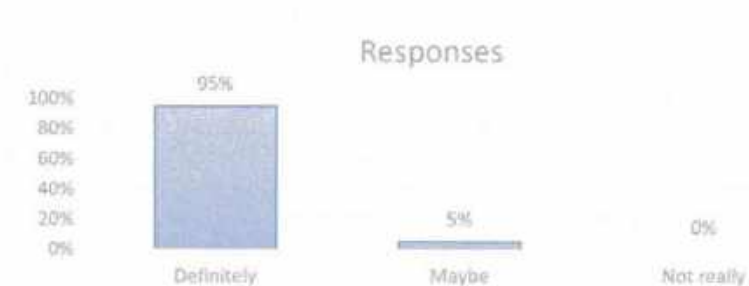 Responses
95%
100%
80%
60%
40%
20%
0%
5%
0%
Definitely
Maybe
Not really